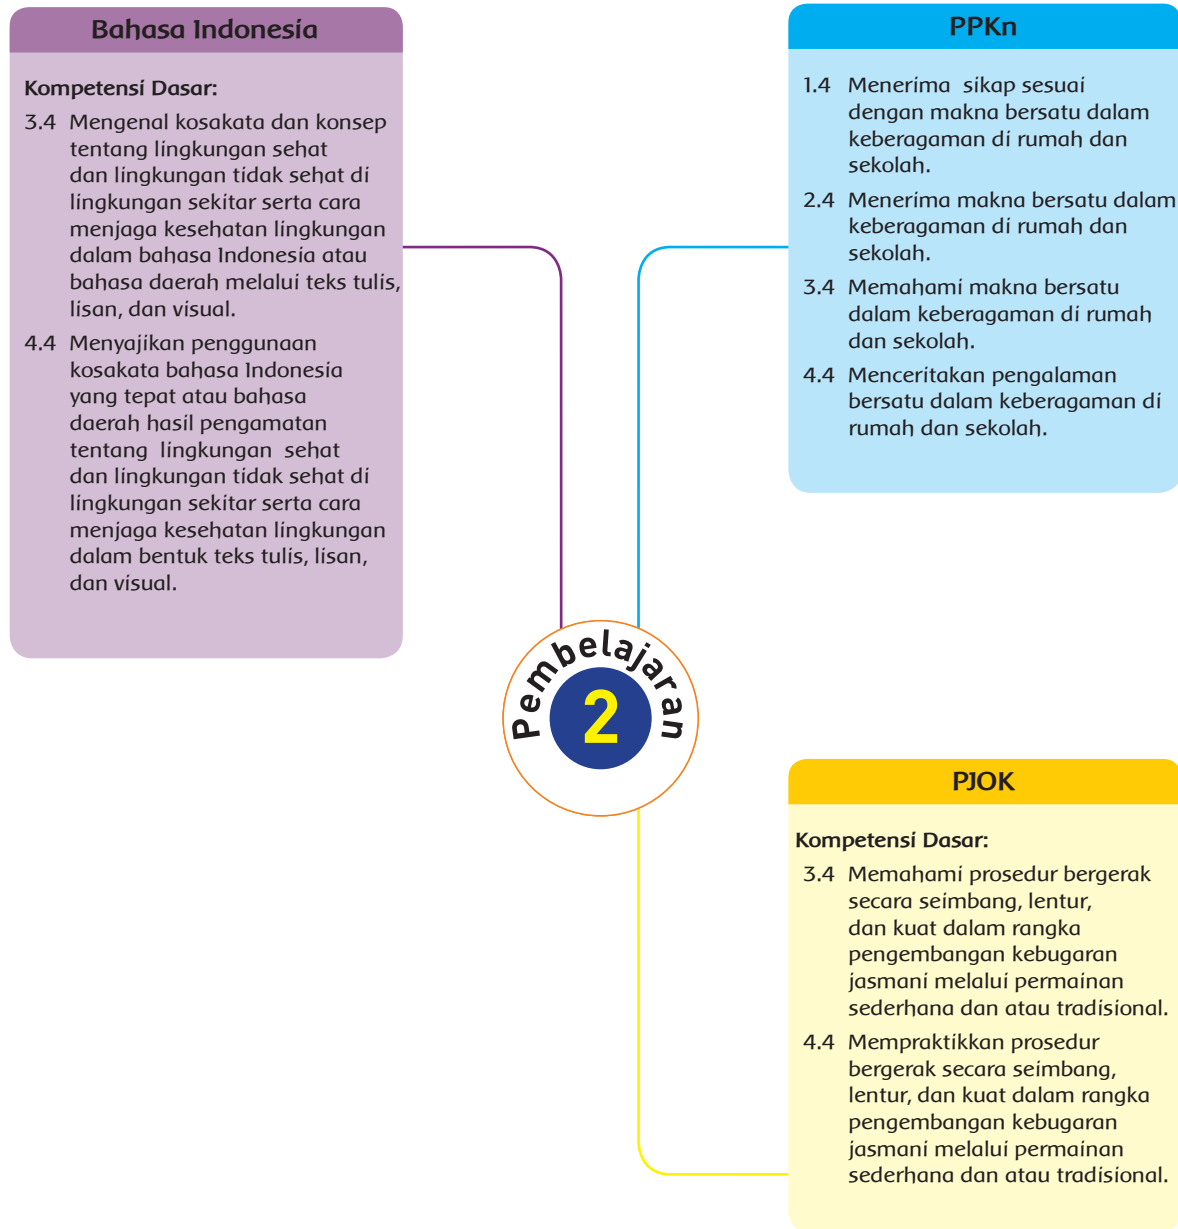 Bahasa Indonesia
Kompetensi Dasar:
3.4 Mengenal kosakata dan konsep
tentang lingkungan sehat
dan lingkungan tidak sehat di
lingkungan sekitar serta cara
menjaga kesehatan lingkungan
dalam bahasa Indonesia atau
bahasa daerah melalui teks tulis,
lisan, dan visual.
4.4 Menyajikan penggunaan
kosakata bahasa Indonesia
yang tepat atau bahasa
daerah hasil pengamatan
tentang lingkungan sehat
dan lingkungan tidak sehat di
lingkungan sekitar serta cara
menjaga kesehatan lingkungan
dalam bentuk teks tulis, lisan,
dan visual.
PPKn
1.4 Menerima sikap sesuai
dengan makna bersatu dalam
keberagaman di rumah dan
sekolah.
2.4 Menerima makna bersatu dalam
keberagaman di rumah dan
sekolah.
3.4 Memahami makna bersatu
dalam keberagaman di rumah
dan sekolah.
4.4 Menceritakan pengalaman
bersatu dalam keberagaman di
rumah dan sekolah.
Pembelajaran
2
PJOK
Kompetensi Dasar:
3.4 Memahami prosedur bergerak
secara seimbang, lentur,
dan kuat dalam rangka
pengembangan kebugaran
jasmani melalui permainan
sederhana dan atau tradisional.
4.4 Mempraktikkan prosedur
bergerak secara seimbang,
lentur, dan kuat dalam rangka
pengembangan kebugaran
jasmani melalui permainan
sederhana dan atau tradisional.